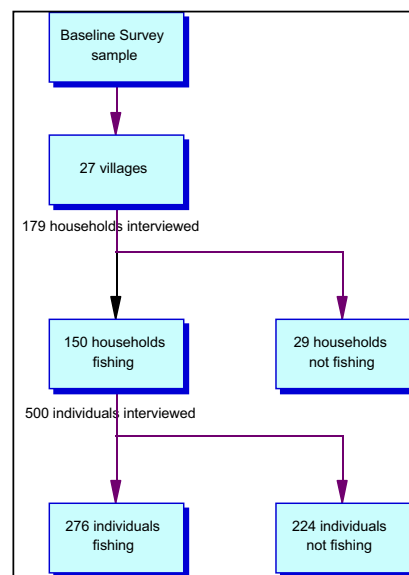 Baseline Survey
sample
27 villages
179 households interviewed
150 households
fishing
29 households
not fishing
500 individuals interviewed
276 individuals
fishing
224 individuals
not fishing